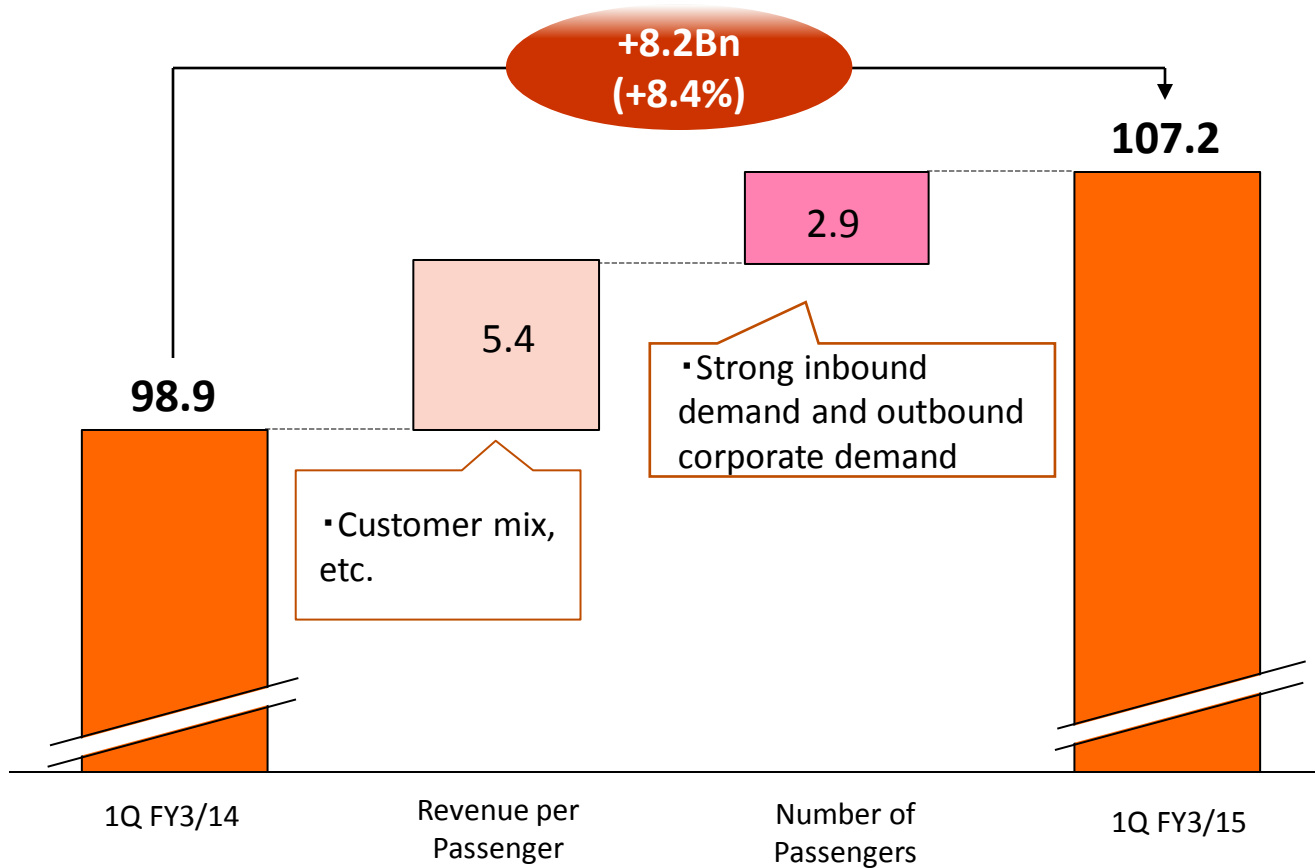 +8.2Bn
(+8.4%)
107.2
2.9
5.4
98.9
・Strong inbound
demand and outbound
corporate demand
・Customer mix,
etc.
1Q FY3/14
Revenue per
Passenger
Number of
Passengers
1Q FY3/15